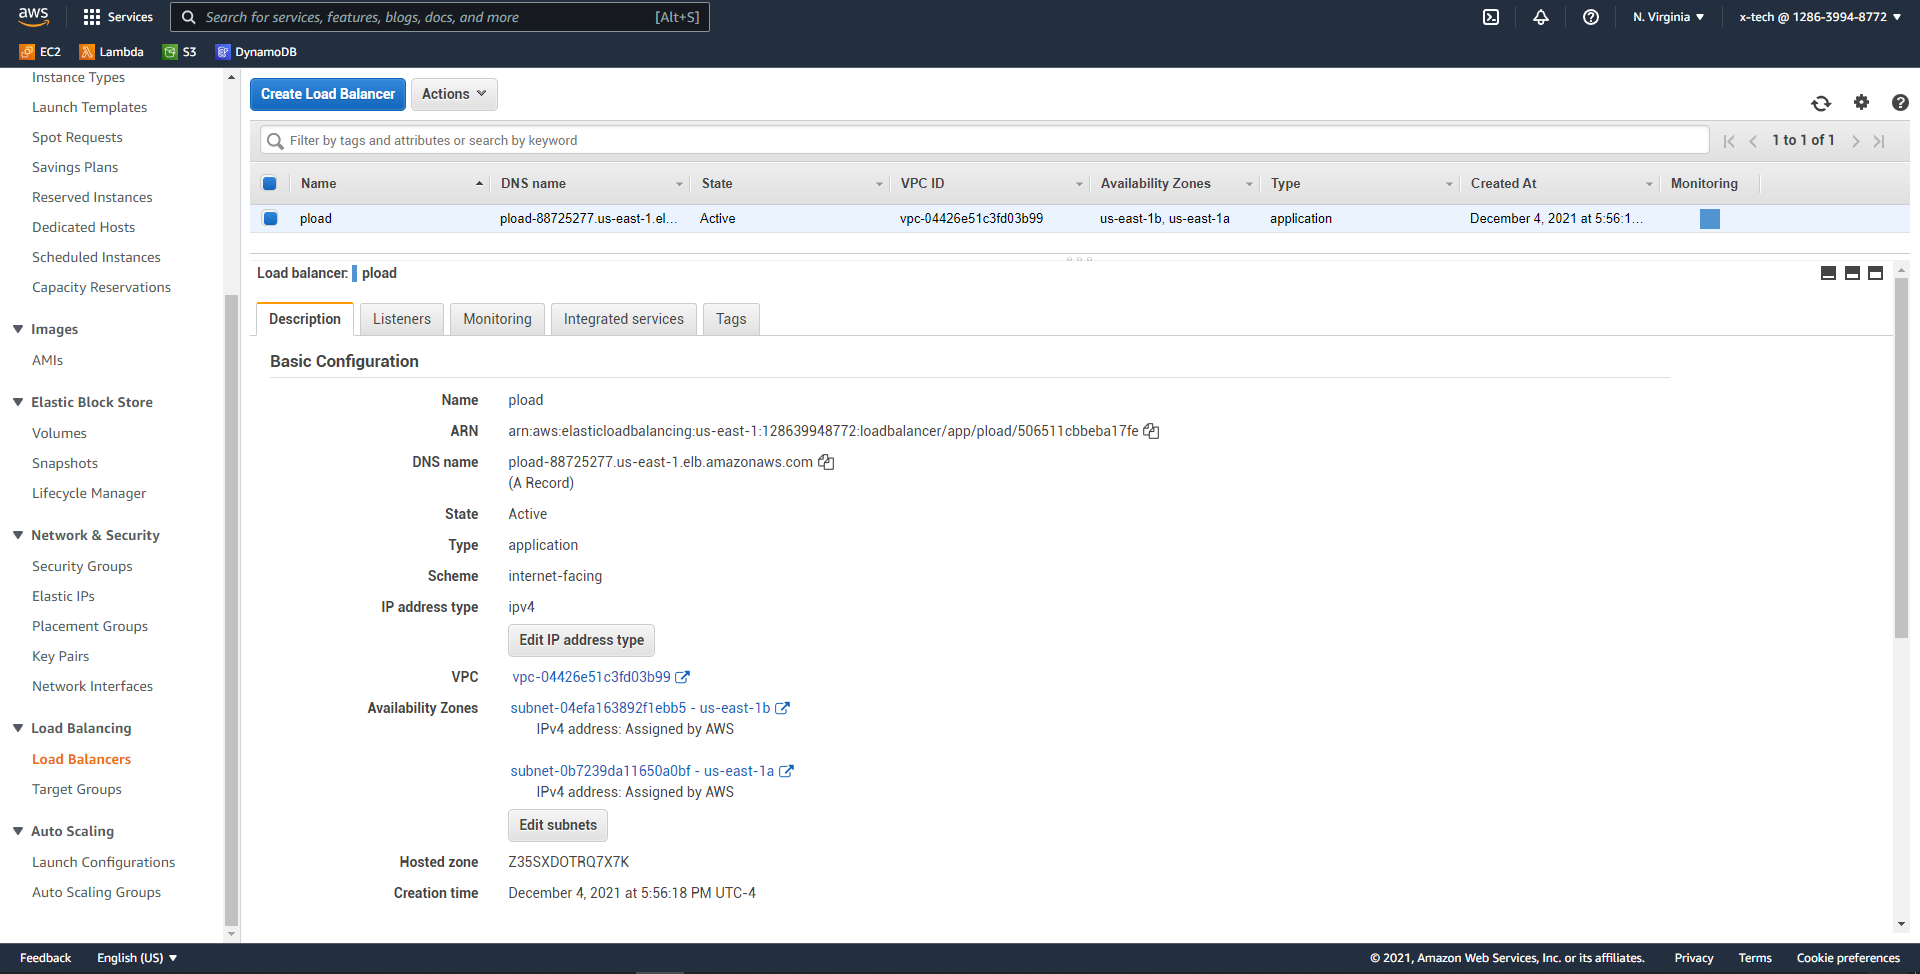 aws
Services
Search for services, features, blogs, docs, and more [Alt+S]
N. Virginia
x-tech @ 1286-3994-8772
EC2 Lambda S3 DynamoDB
Instance Types
Launch Templates
Spot Requests
Savings Plans
Reserved Instances
Dedicated Hosts
Scheduled Instances
Capacity Reservations
Images
AMIs
Elastic Block Store
Volumes
Snapshots
Lifecycle Manager
Network & Security
Security Groups
Elastic IPs
Placement Groups
Key Pairs
Network Interfaces
Load Balancing
Load Balancers
Target Groups
Auto Scaling
Launch Configurations
Auto Scaling Groups
Create Load Balancer Actions
Filter by tags and attributes or search by keyword
1 to 1 of 1
Name DNS name State VPC ID Availability Zones Type Created At Monitoring
pload pload-88725277.us-east-1.el... Active vpc-04426e51c3fd03b99 us-east-1b, us-east-1a application December 4, 2021 at 5:56:1...
Load balancer: pload
Description Listeners Monitoring Integrated services Tags
Basic Configuration
Name pload
ARN arn:aws:elasticloadbalancing:us-east-1:128639948772:loadbalancer/app/pload/506511cbbeba17fe
DNS name pload-88725277.us-east-1.elb.amazonaws.com
(A Record)
State Active
Type application
Scheme internet-facing
IP address type ipv4
Edit IP address type
VPC vpc-04426e51c3fd03b99
Availability Zones subnet-04efa163892f1ebb5 - us-east-1b
IPv4 address: Assigned by AWS
subnet-0b7239da11650a0bf - us-east-1a
IPv4 address: Assigned by AWS
Edit subnets
Hosted zone Z35SXDOTRQ7X7K
Creation time December 4, 2021 at 5:56:18 PM UTC-4
Feedback English (US)
© 2021, Amazon Web Services, Inc. or its affiliates. Privacy Terms Cookie preferences